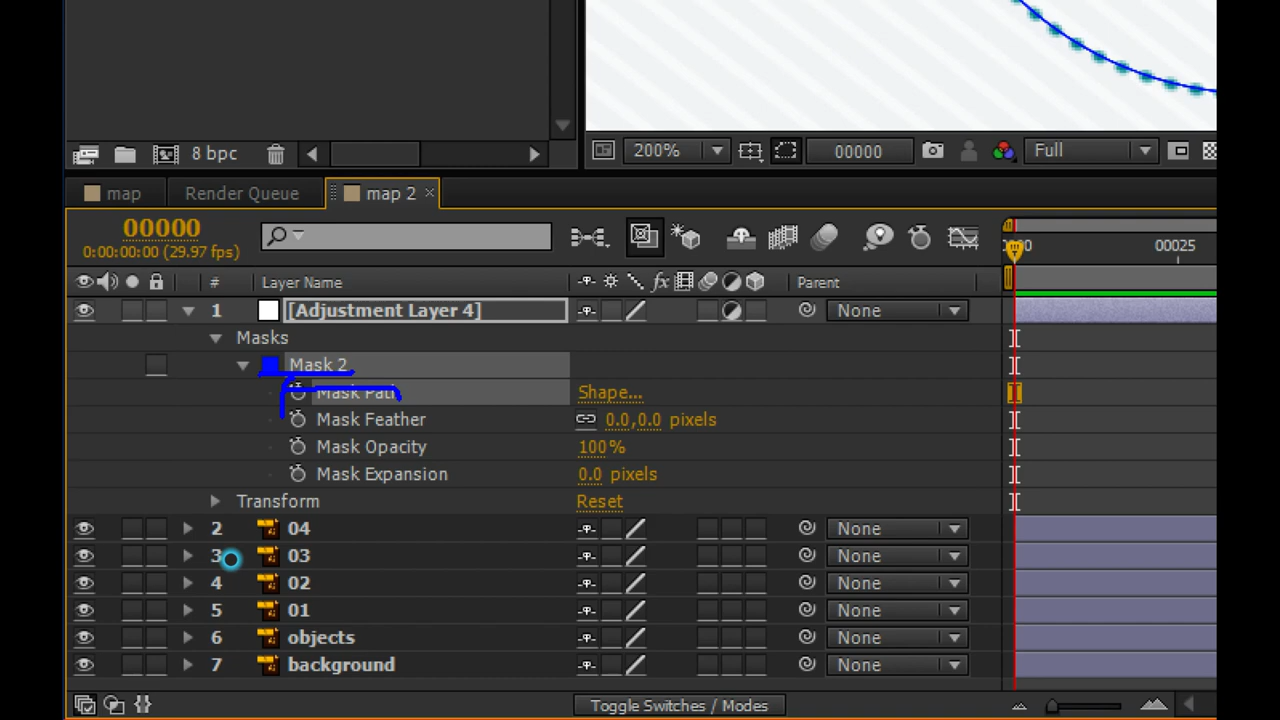 8 bpc
200%
00000
Full
map
Render Queue
map 2
00000
0:00:00:00 (29.97 fps)
00025
# Layer Name
fx
Parent
1 [Adjustment Layer 4] None
Masks
Mask 2
Mask Path Shape...
Mask Feather 0.0,0.0 pixels
Mask Opacity 100%
Mask Expansion 0.0 pixels
Transform Reset
2 04 None
3 03 None
4 02 None
5 01 None
6 objects None
7 background None
Toggle Switches / Modes